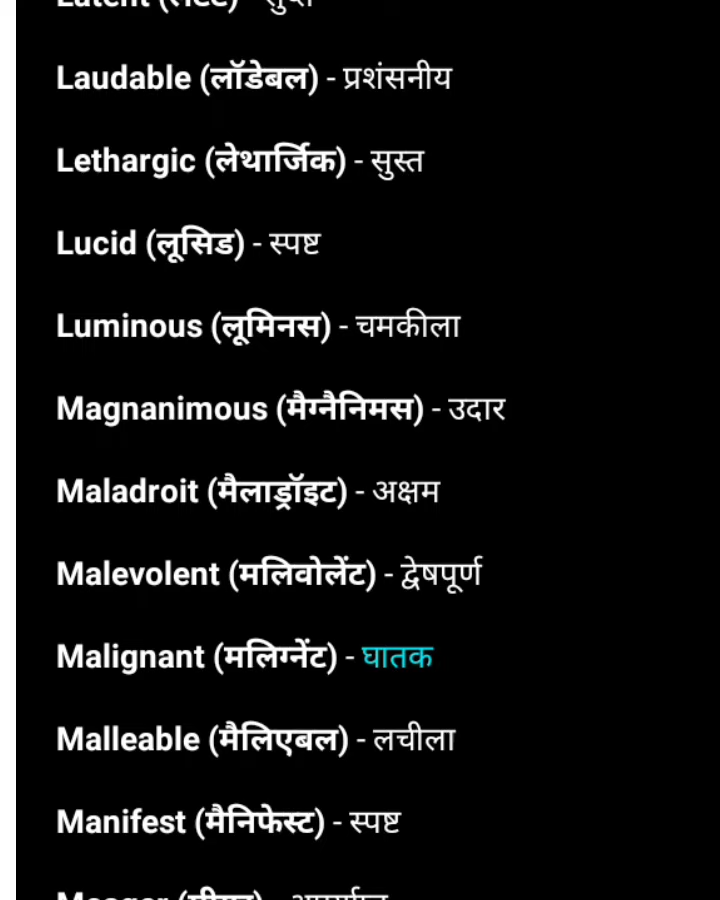 Laudable (लॉडेबल) - प्रशंसनीय
Lethargic (लेथार्जिक) - सुस्त
Lucid (लूसिड) - स्पष्ट
Luminous (लूमिनस) - चमकीला
Magnanimous (मैग्नैनिमस) - उदार
Maladroit (मैलाड्रॉइट) - अक्षम
Malevolent (मलिवोलेंट) - द्वेषपूर्ण
Malignant (मलिग्नेंट) - घातक
Malleable (मैलिएबल) - लचीला
Manifest (मैनिफेस्ट) - स्पष्ट